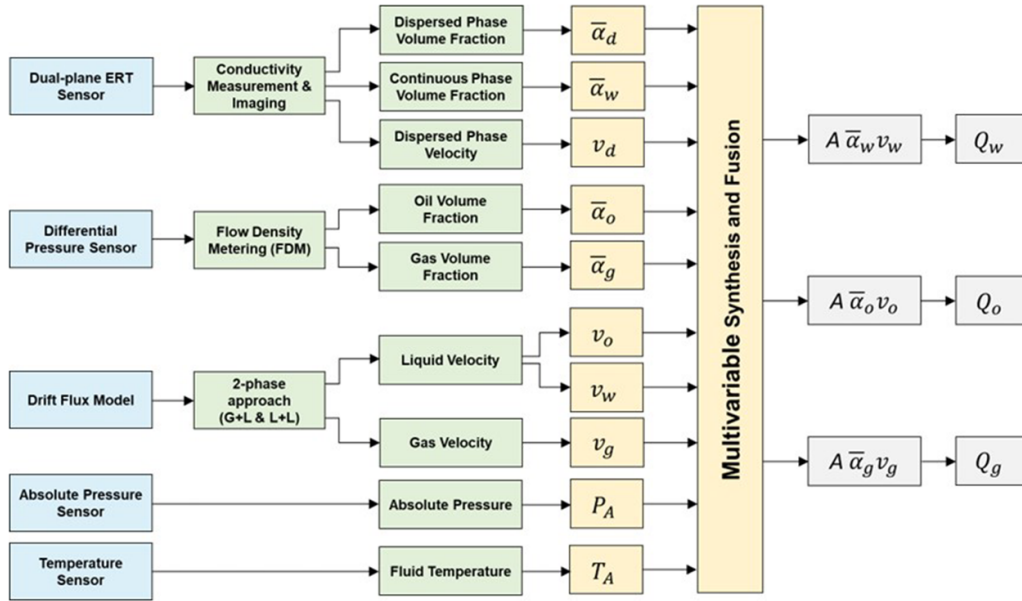 Dual-plane ERT
Sensor
Conductivity
Measurement &
Imaging
Dispersed Phase
Volume Fraction
ᾱ_d
Continuous Phase
Volume Fraction
ᾱ_w
Dispersed Phase
Velocity
v_d
Differential
Pressure Sensor
Flow Density
Metering (FDM)
Oil Volume
Fraction
ᾱ_o
Gas Volume
Fraction
ᾱ_g
Drift Flux Model
2-phase
approach
(G+L & L+L)
Liquid Velocity
v_o
v_w
Gas Velocity
v_g
Absolute Pressure
Sensor
Absolute Pressure
P_A
Temperature
Sensor
Fluid Temperature
T_A
Multivariable Synthesis and Fusion
A ᾱ_w v_w
Q_w
A ᾱ_o v_o
Q_o
A ᾱ_g v_g
Q_g